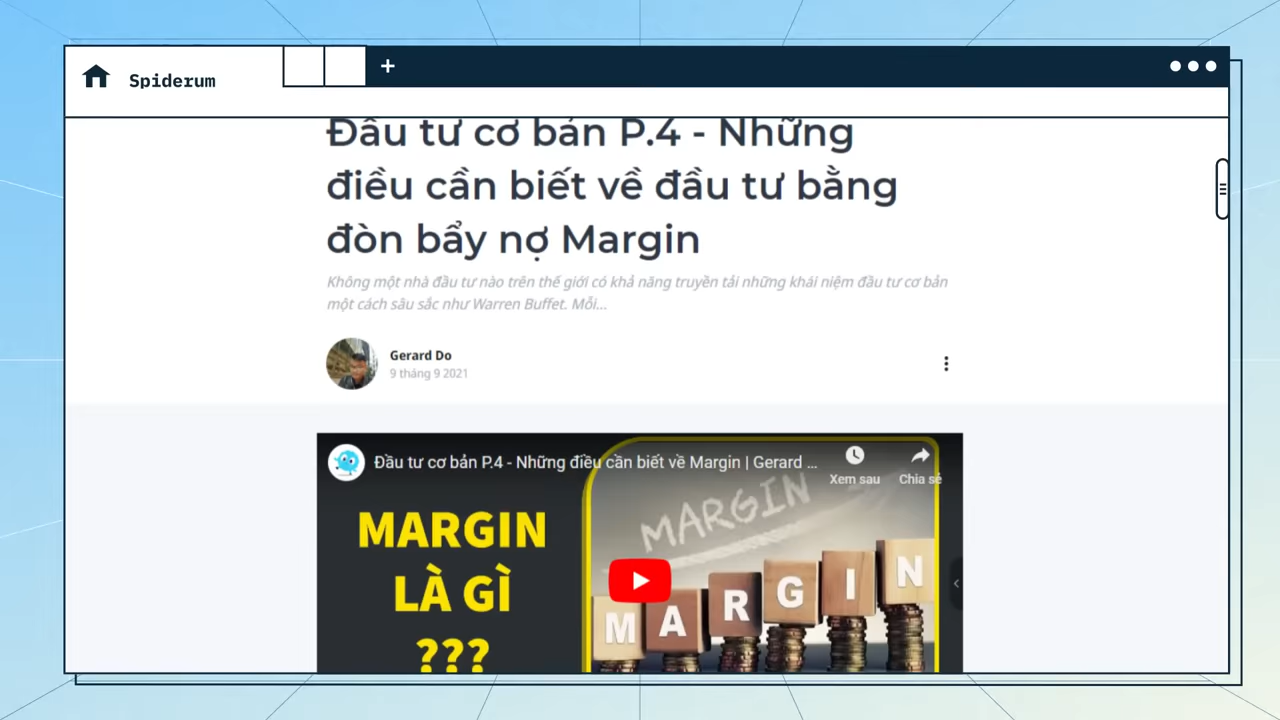 Spiderum
Đầu tư cơ bản P.4 - Những
điều cần biết về đầu tư bằng
đòn bẩy nợ Margin
Không một nhà đầu tư nào trên thế giới có khả năng truyền tải những khái niệm đầu tư cơ bản
một cách sâu sắc như Warren Buffet. Mỗi...
Gerard Do
9 tháng 9 2021
Đầu tư cơ bản P.4 - Những điều cần biết về Margin | Gerard ...
Xem sau
Chia sẻ
MARGIN
MARGIN
LÀ GÌ
???
MARGIN